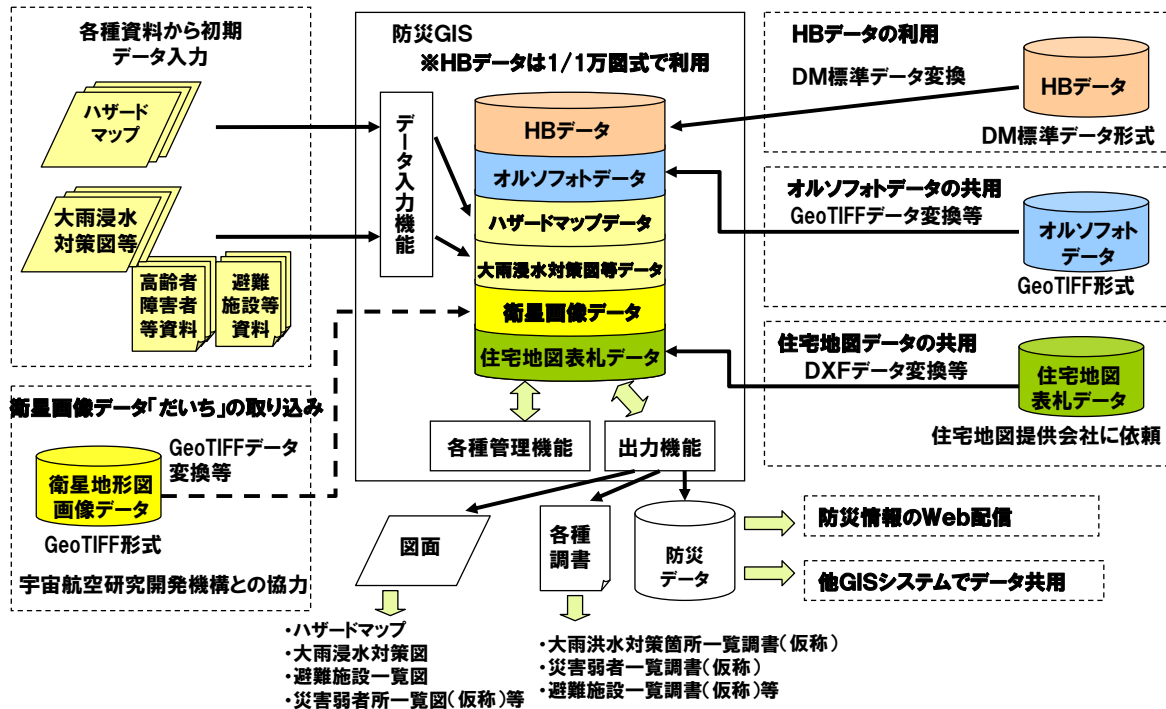 各種資料から初期
データ入力
ハザード
マップ
大雨浸水
対策図等
高齢者
障害者
等資料
避難
施設等
資料
衛星画像データ「だいち」の取り込み
GeoTIFFデータ
変換等
衛星地形図
画像データ
GeoTIFF形式
宇宙航空研究開発機構との協力
防災GIS
※HBデータは1/1万図式で利用
データ入力機能
HBデータ
オルソフォトデータ
ハザードマップデータ
大雨浸水対策図等データ
衛星画像データ
住宅地図表札データ
各種管理機能
出力機能
HBデータの利用
DM標準データ変換
HBデータ
DM標準データ形式
オルソフォトデータの共用
GeoTIFFデータ変換等
オルソフォト
データ
GeoTIFF形式
住宅地図データの共用
DXFデータ変換等
住宅地図
表札データ
住宅地図提供会社に依頼
図面
各種
調書
防災
データ
防災情報のWeb配信
他GISシステムでデータ共用
・ハザードマップ
・大雨浸水対策図
・避難施設一覧図
・災害弱者所一覧図(仮称)等
・大雨洪水対策箇所一覧調書(仮称)
・災害弱者一覧調書(仮称)
・避難施設一覧調書(仮称)等